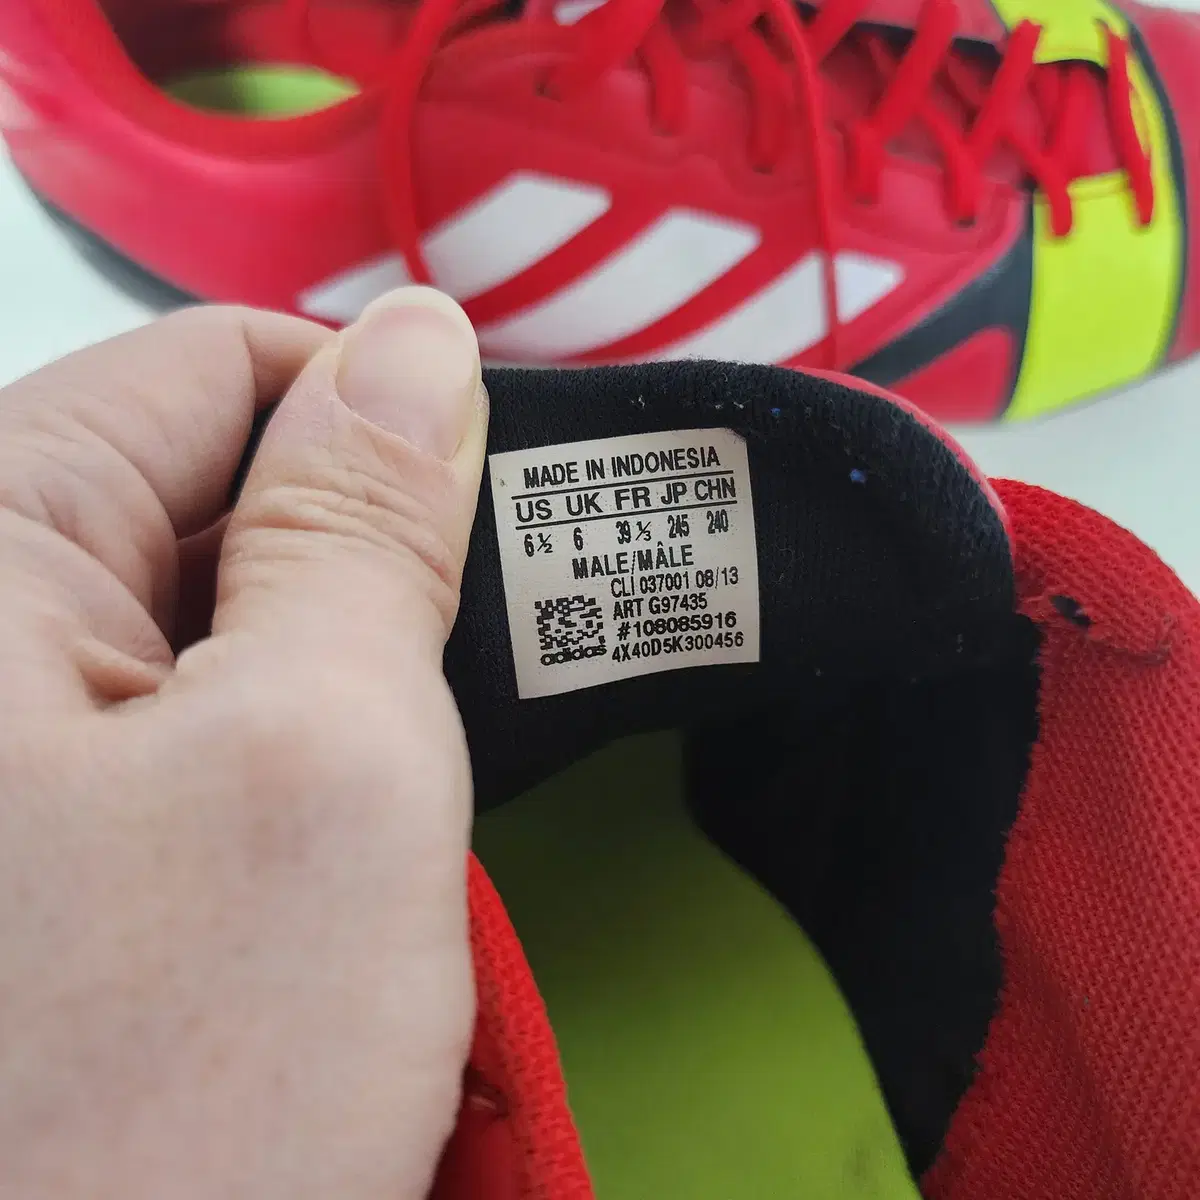 MADE IN INDONESIA
US UK FR JP CHN
6½ 6 39⅓ 245 240
MALE/MÂLE
CLI 037001 08/13
ART G97435
#108085916
adidas 4X40D5K300456